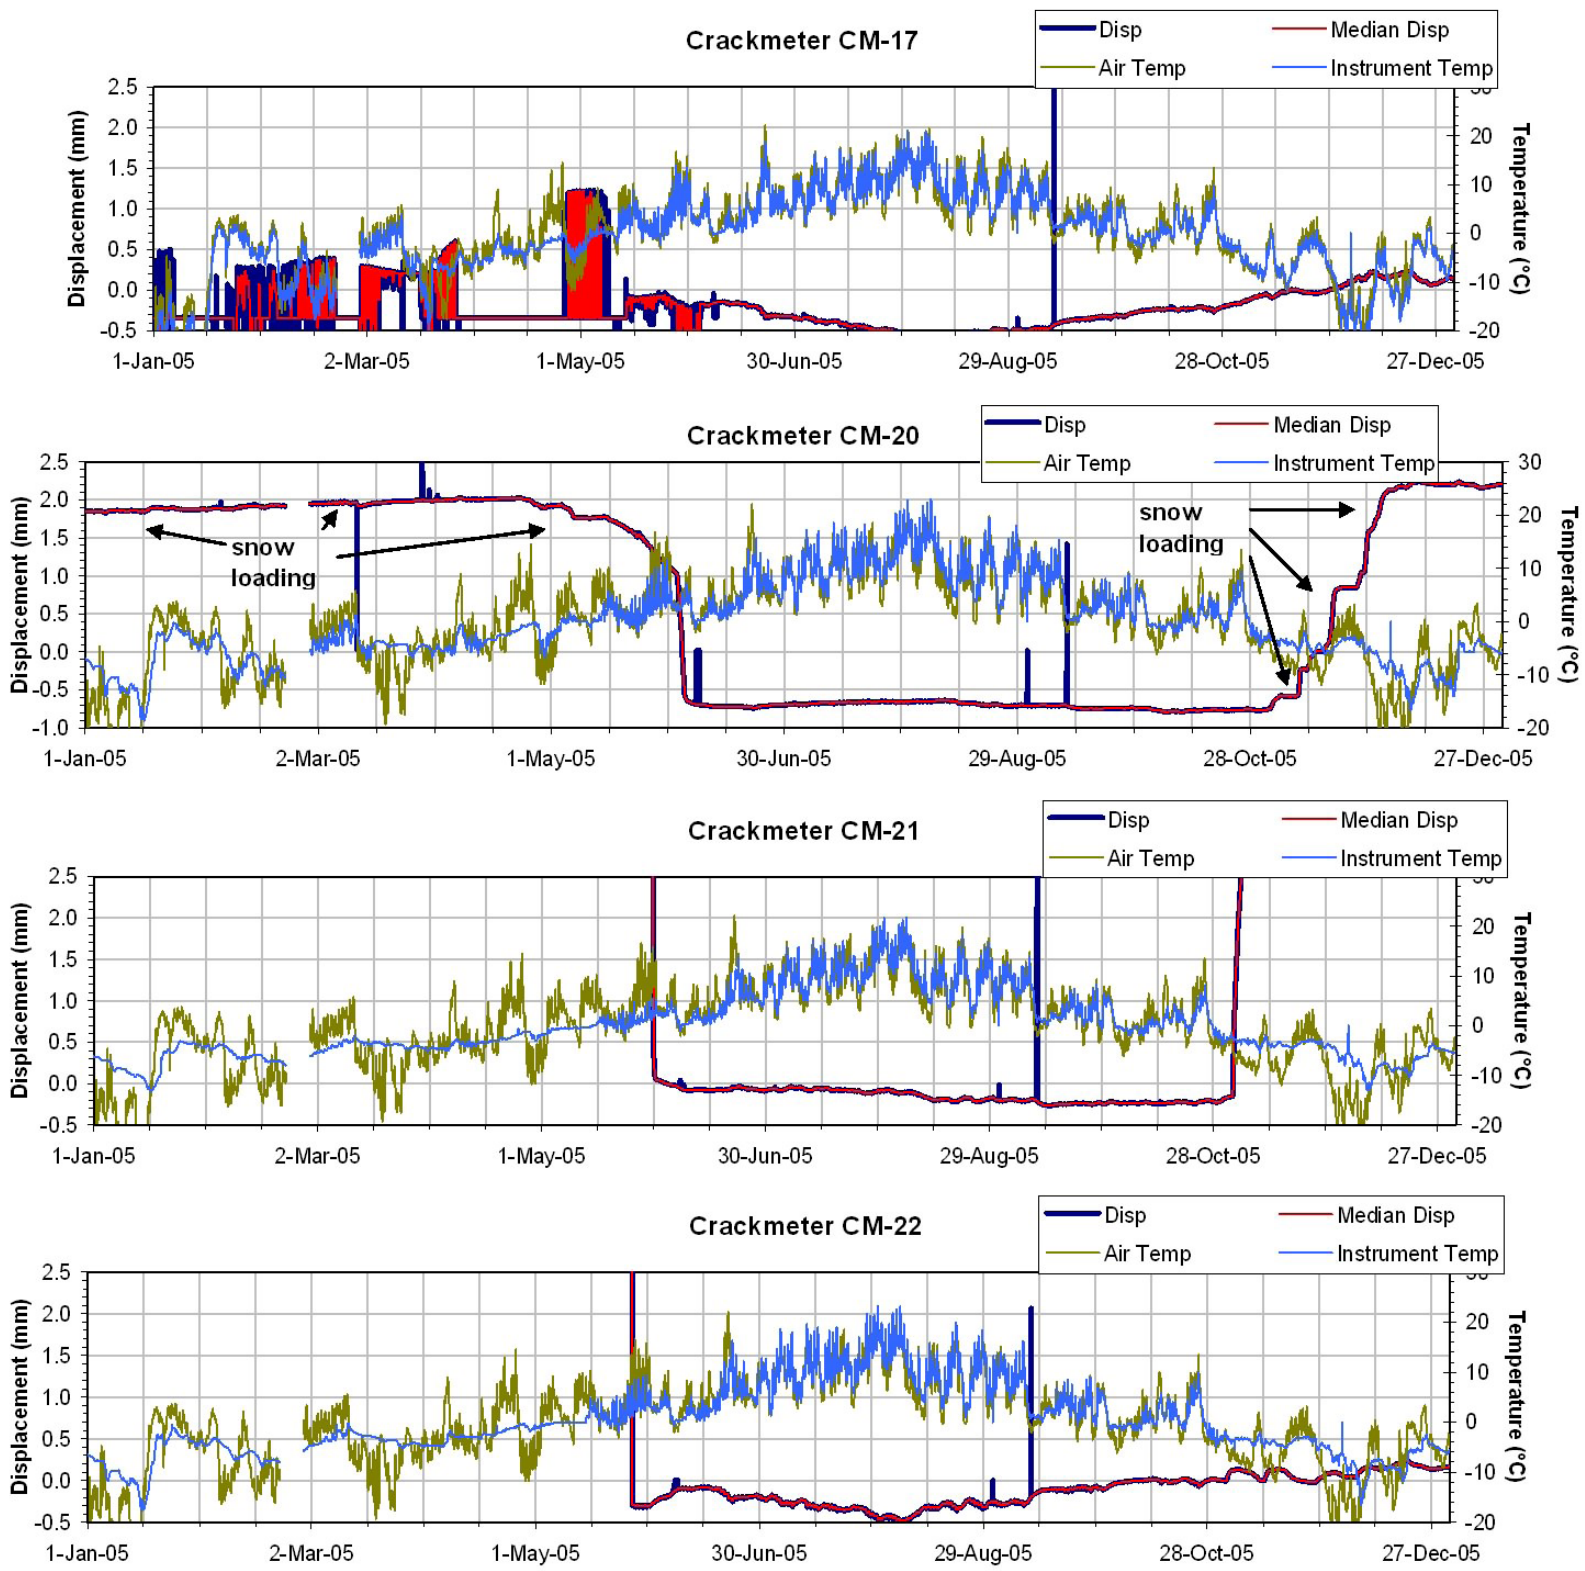 Crackmeter CM-17
Disp
Median Disp
Air Temp
Instrument Temp
Displacement (mm)
2.5
2.0
1.5
1.0
0.5
0.0
-0.5
20
10
0
-10
-20
Temperature (°C)
1-Jan-05
2-Mar-05
1-May-05
30-Jun-05
29-Aug-05
28-Oct-05
27-Dec-05
Crackmeter CM-20
Disp
Median Disp
Air Temp
Instrument Temp
Displacement (mm)
2.5
2.0
1.5
1.0
0.5
0.0
-0.5
-1.0
snow
loading
snow
loading
30
20
10
0
-10
-20
Temperature (°C)
1-Jan-05
2-Mar-05
1-May-05
30-Jun-05
29-Aug-05
28-Oct-05
27-Dec-05
Crackmeter CM-21
Disp
Median Disp
Air Temp
Instrument Temp
Displacement (mm)
2.5
2.0
1.5
1.0
0.5
0.0
-0.5
20
10
0
-10
-20
Temperature (°C)
1-Jan-05
2-Mar-05
1-May-05
30-Jun-05
29-Aug-05
28-Oct-05
27-Dec-05
Crackmeter CM-22
Disp
Median Disp
Air Temp
Instrument Temp
Displacement (mm)
2.5
2.0
1.5
1.0
0.5
0.0
-0.5
20
10
0
-10
-20
Temperature (°C)
1-Jan-05
2-Mar-05
1-May-05
30-Jun-05
29-Aug-05
28-Oct-05
27-Dec-05